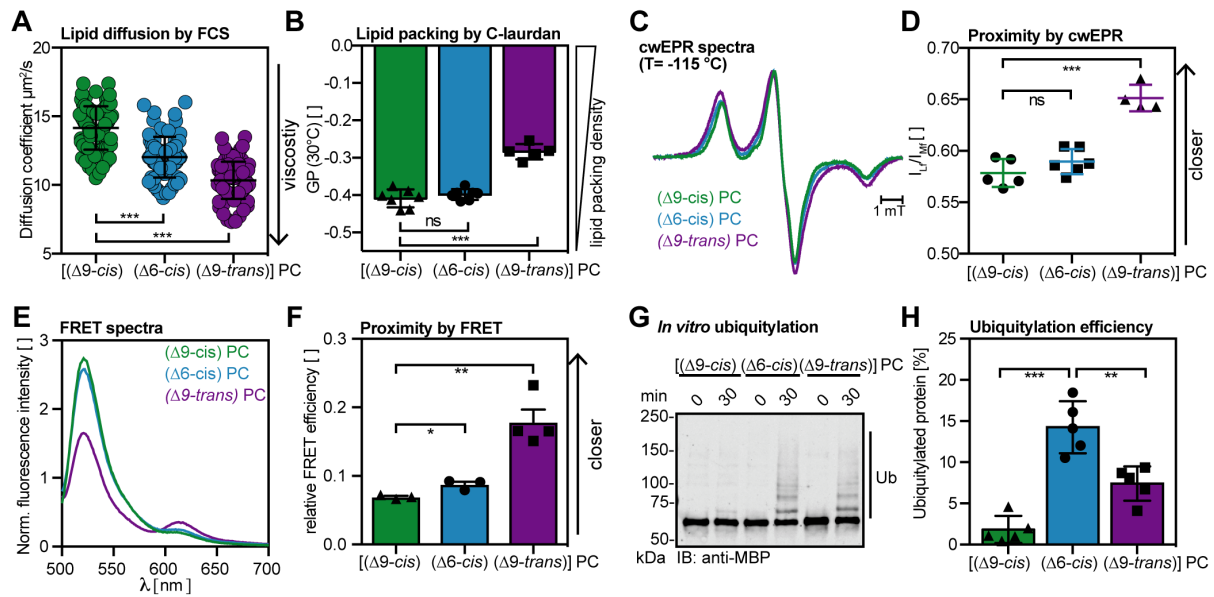 A
Lipid diffusion by FCS
Diffusion coefficient µm²/s
20
15
10
5
***
***
viscostiy
[(Δ9-cis) (Δ6-cis) (Δ9-trans)] PC
B
Lipid packing by C-laurdan
GP (30°C) [ ]
0.0
-0.1
-0.2
-0.3
-0.4
-0.5
ns
***
lipid packing density
[(Δ9-cis) (Δ6-cis) (Δ9-trans)] PC
C
cwEPR spectra
(T= -115 °C)
(Δ9-cis) PC
(Δ6-cis) PC
(Δ9-trans) PC
1 mT
D
Proximity by cwEPR
I_Lf/I_Mf [ ]
0.70
0.65
0.60
0.55
0.50
***
ns
closer
[(Δ9-cis) (Δ6-cis) (Δ9-trans)] PC
E
FRET spectra
Norm. fluorescence intensity [ ]
3
2
1
0
(Δ9-cis) PC
(Δ6-cis) PC
(Δ9-trans) PC
500 550 600 650 700
λ [nm]
F
Proximity by FRET
relative FRET efficiency [ ]
0.3
0.2
0.1
0.0
**
*
closer
[(Δ9-cis) (Δ6-cis) (Δ9-trans)] PC
G
In vitro ubiquitylation
[(Δ9-cis) (Δ6-cis) (Δ9-trans)] PC
min 0 30 0 30 0 30
250
150
100
75
50
Ub
kDa IB: anti-MBP
H
Ubiquitylation efficiency
Ubiquitylated protein [%]
25
20
15
10
5
0
*** **
[(Δ9-cis) (Δ6-cis) (Δ9-trans)] PC